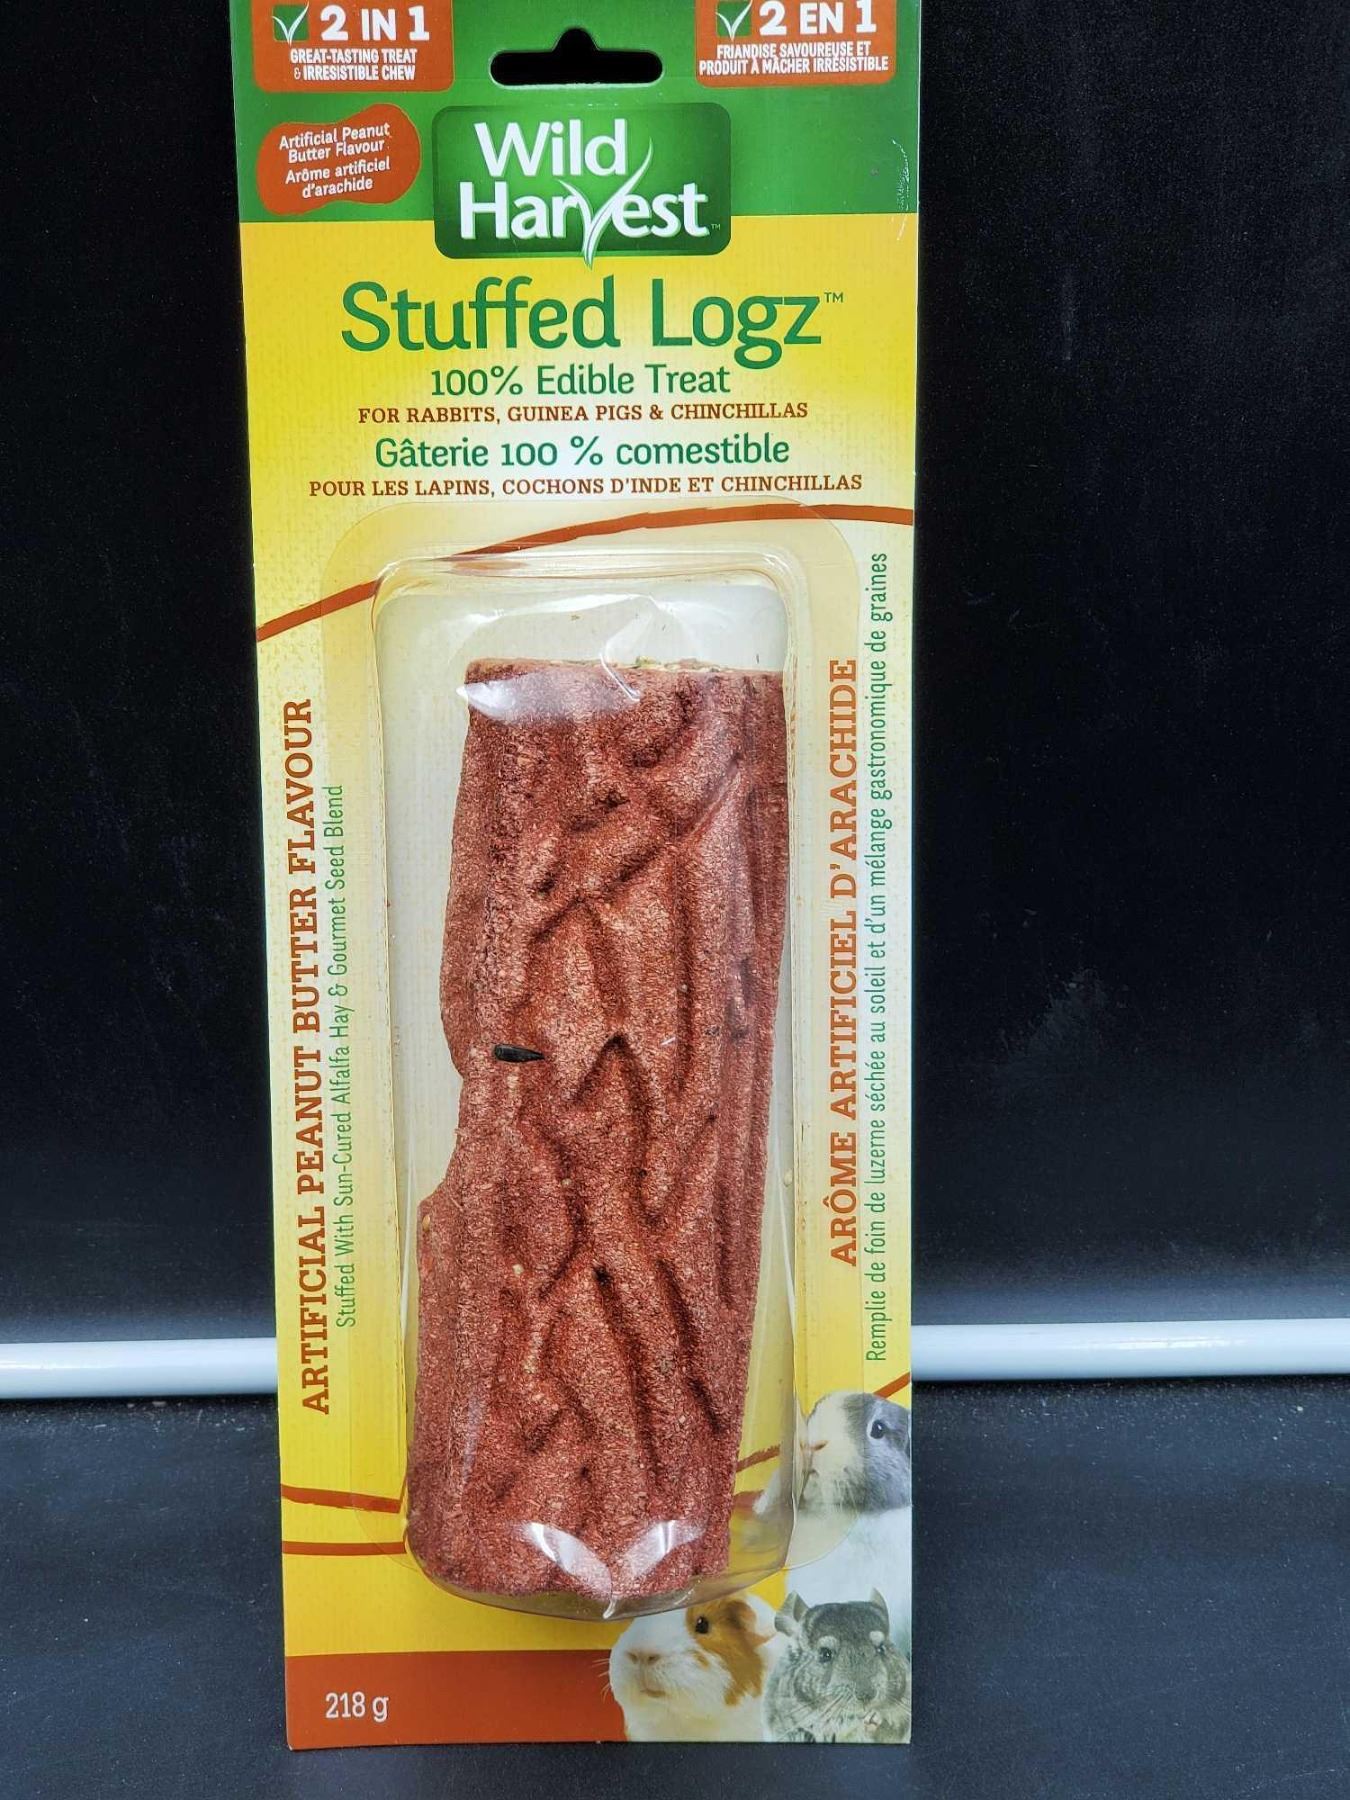 2 IN 1
GREAT-TASTING TREAT
& IRRESISTIBLE CHEW
2 EN 1
FRIANDISE SAVOUREUSE ET
PRODUIT À MÂCHER IRRÉSISTIBLE
Artificial Peanut
Butter Flavour
Arôme artificiel
d'arachide
Wild
Harvest™
Stuffed Logz™
100% Edible Treat
FOR RABBITS, GUINEA PIGS & CHINCHILLAS
Gâterie 100 % comestible
POUR LES LAPINS, COCHONS D'INDE ET CHINCHILLAS
ARTIFICIAL PEANUT BUTTER FLAVOUR
Stuffed With Sun-Cured Alfalfa Hay & Gourmet Seed Blend
ARÔME ARTIFICIEL D'ARACHIDE
Remplie de foin de luzerne séchée au soleil et d'un mélange gastronomique de graines
218 g